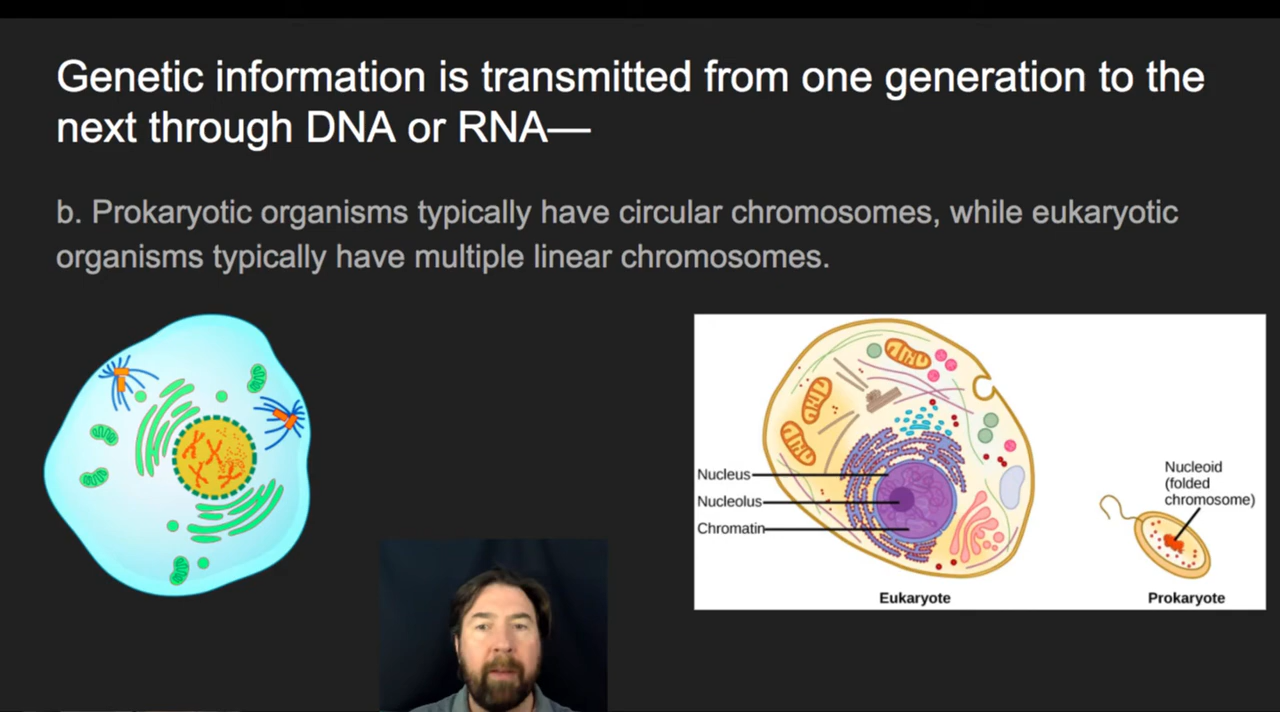 Genetic information is transmitted from one generation to the
next through DNA or RNA—
b. Prokaryotic organisms typically have circular chromosomes, while eukaryotic
organisms typically have multiple linear chromosomes.
Nucleus
Nucleolus
Chromatin
Eukaryote
Nucleoid
(folded
chromosome)
Prokaryote